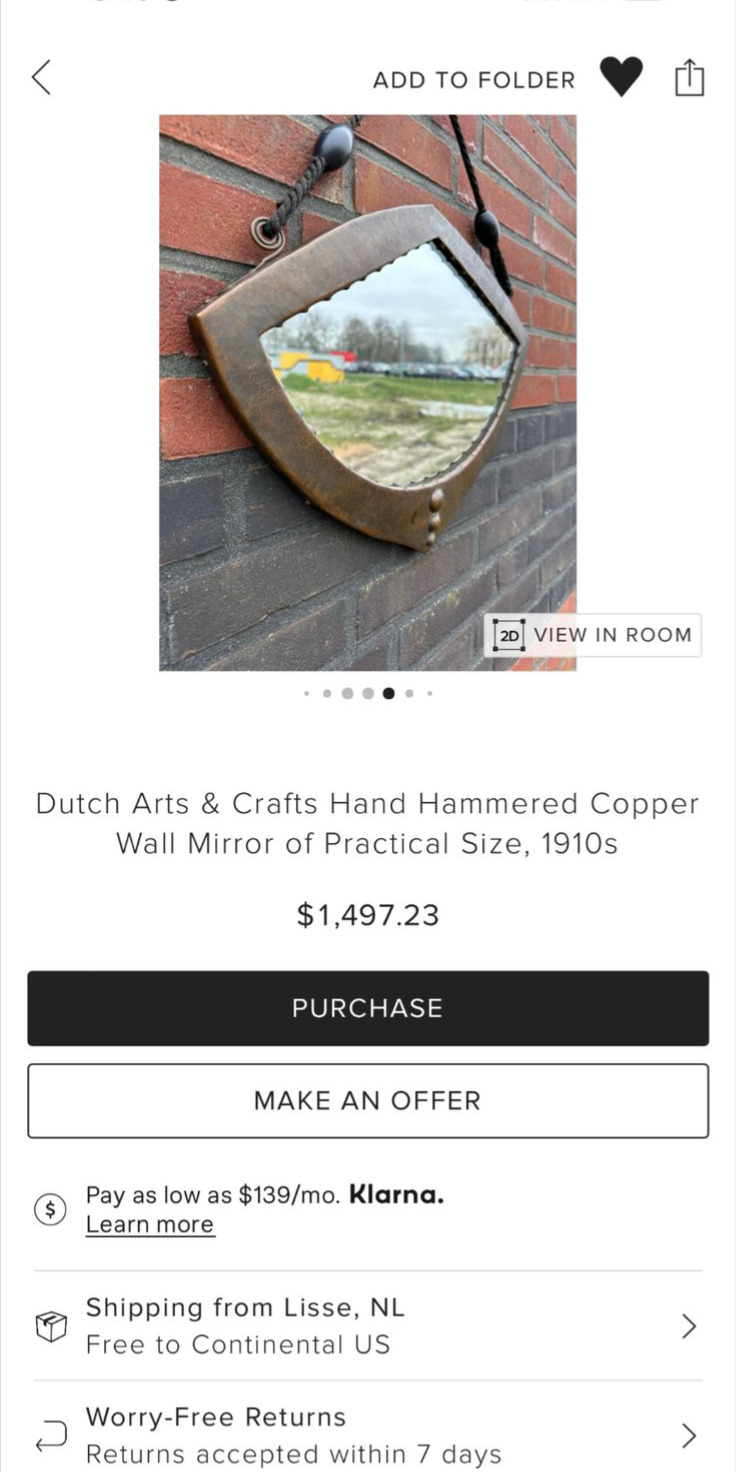 ADD TO FOLDER
2D VIEW IN ROOM
Dutch Arts & Crafts Hand Hammered Copper
Wall Mirror of Practical Size, 1910s
$1,497.23
PURCHASE
MAKE AN OFFER
$ Pay as low as $139/mo. Klarna.
Learn more
Shipping from Lisse, NL
Free to Continental US
Worry-Free Returns
Returns accepted within 7 days